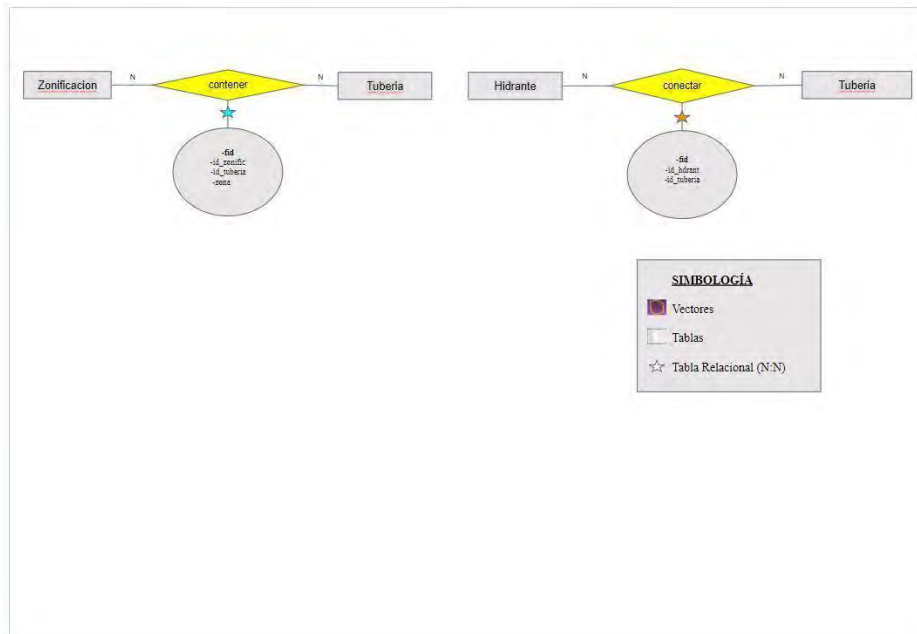 Zonificacion
N
contener
N
Tuberia
Hidrante
N
conectar
N
Tuberia
-fid
-id_zonific
-id_tuberia
-zona
-fid
-id_hdrant
-id_tuberia
SIMBOLOGÍA
Vectores
Tablas
Tabla Relacional (N:N)